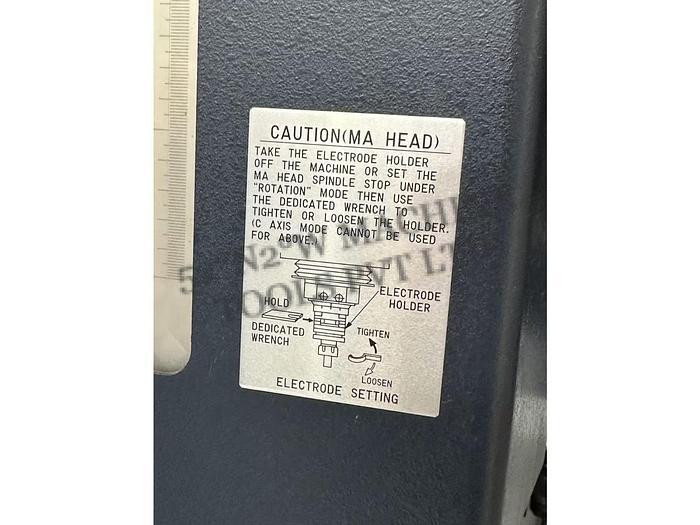 CAUTION(MA HEAD)
TAKE THE ELECTRODE HOLDER
OFF THE MACHINE OR SET THE
MA HEAD SPINDLE STOP UNDER
"ROTATION" MODE THEN USE
THE DEDICATED WRENCH TO
TIGHTEN OR LOOSEN THE HOLDER.
(C AXIS MODE CANNOT BE USED
FOR ABOVE.)
ELECTRODE
HOLDER
HOLD
DEDICATED
WRENCH
TIGHTEN
LOOSEN
ELECTRODE SETTING